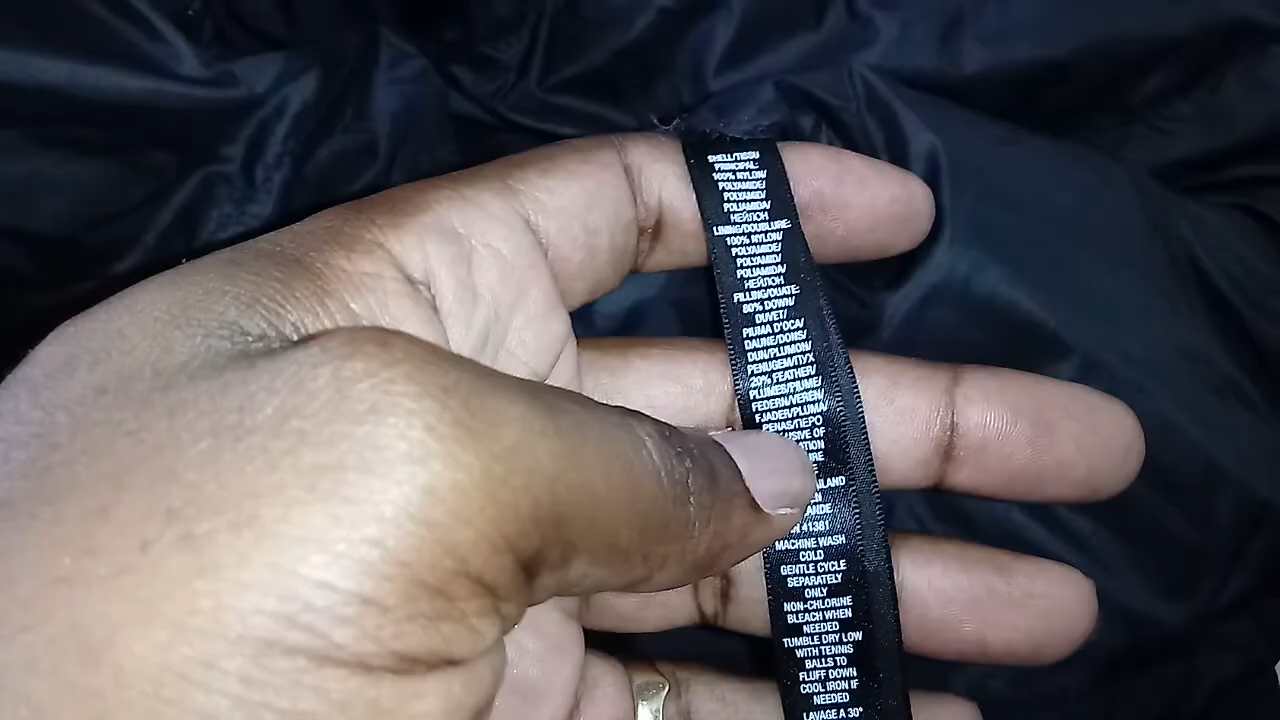 SHELL/TISSU
PRINCIPAL:
100% NYLON/
POLYAMIDE/
POLYAMID/
POLIAMIDA/
НЕЙЛОН
LINING/DOUBLURE:
100% NYLON/
POLYAMIDE/
POLYAMID/
POLIAMIDA/
НЕЙЛОН
FILLING/OUATE:
80% DOWN/
DUVET/
PIUMA D'OCA/
DAUNE/DONS/
DUN/PLUMON/
PENUGEM/ПУХ
20% FEATHER/
PLUMES/PIUME/
FEDERN/VEREN/
FJADER/PLUMA/
PENAS/ПЕРО
OF
41381
MACHINE WASH
COLD
GENTLE CYCLE
SEPARATELY
ONLY
NON-CHLORINE
BLEACH WHEN
NEEDED
TUMBLE DRY LOW
WITH TENNIS
BALLS TO
FLUFF DOWN
COOL IRON IF
NEEDED
LAVAGE A 30°